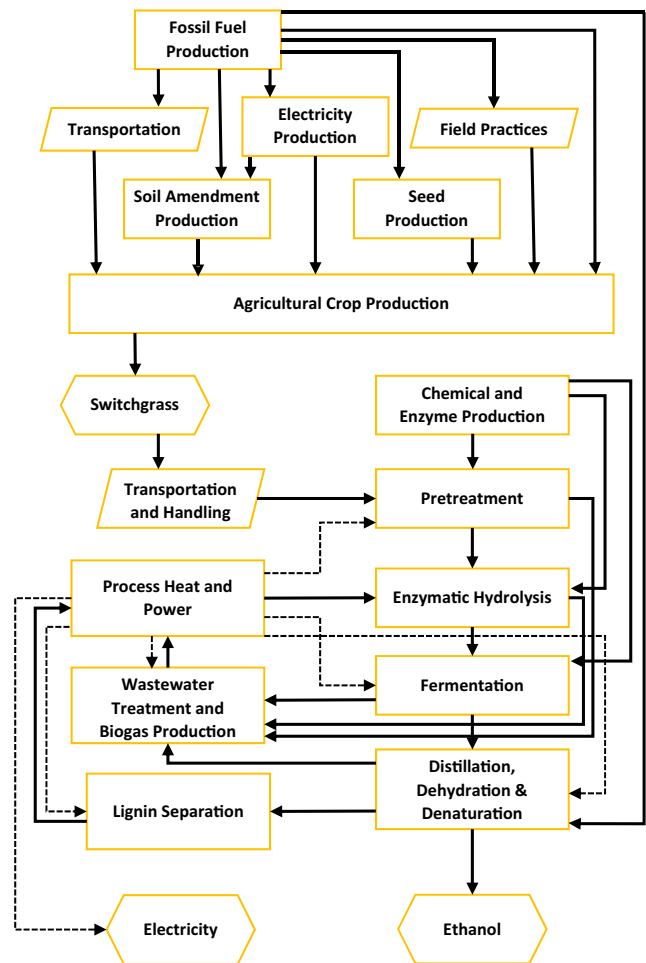 Fossil Fuel
Production
Transportation
Electricity
Production
Field Practices
Soil Amendment
Production
Seed
Production
Agricultural Crop Production
Switchgrass
Chemical and
Enzyme Production
Transportation
and Handling
Pretreatment
Process Heat and
Power
Enzymatic Hydrolysis
Wastewater
Treatment and
Biogas Production
Fermentation
Distillation,
Dehydration &
Denaturation
Lignin Separation
Electricity
Ethanol